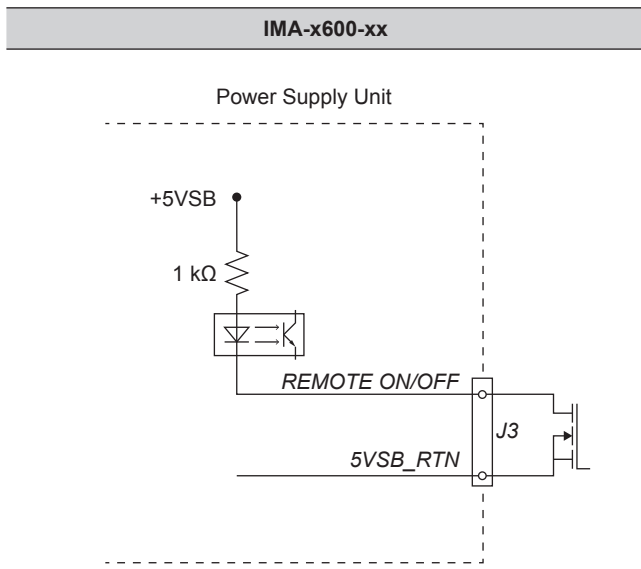 IMA-x600-xx
Power Supply Unit
+5VSB
1 kΩ
REMOTE ON/OFF
J3
5VSB_RTN